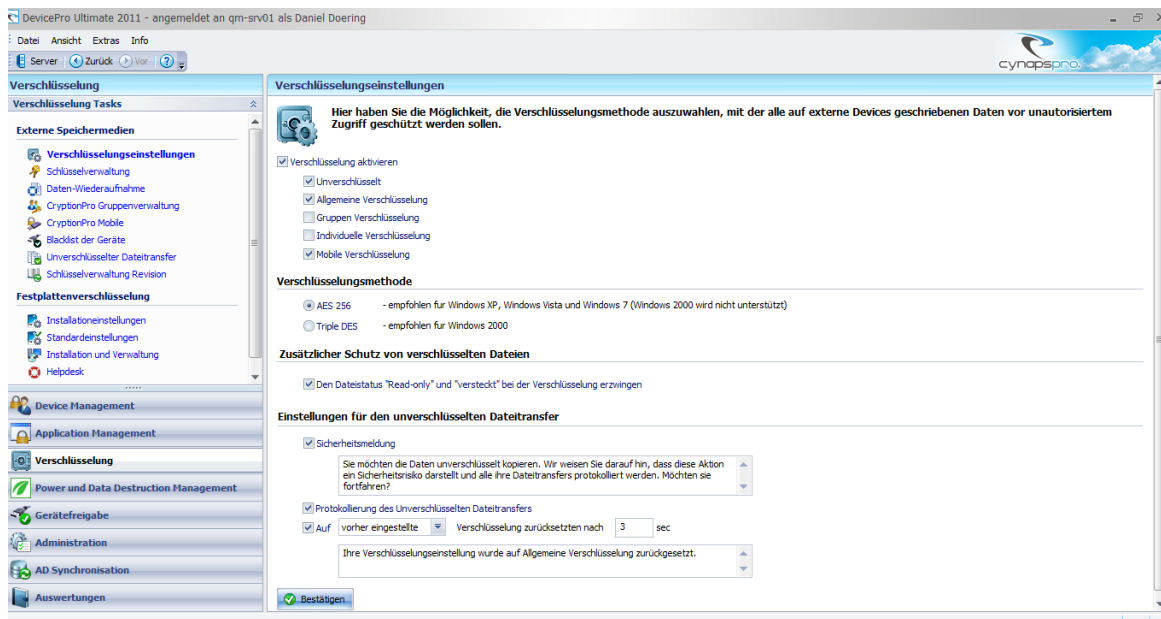 DevicePro Ultimate 2011 - angemeldet an qm-srv01 als Daniel Doering
Datei Ansicht Extras Info
Server Zurück Vor
cynapspro.
Verschlüsselung
Verschlüsselung Tasks
Externe Speichermedien
Verschlüsselungseinstellungen
Schlüsselverwaltung
Daten-Wiederaufnahme
CryptionPro Gruppenverwaltung
CryptionPro Mobile
Blacklist der Geräte
Unverschlüsselter Dateitransfer
Schlüsselverwaltung Revision
Festplattenverschlüsselung
Installationeinstellungen
Standardeinstellungen
Installation und Verwaltung
Helpdesk
Device Management
Application Management
Verschlüsselung
Power und Data Destruction Management
Gerätefreigabe
Administration
AD Synchronisation
Auswertungen
Verschlüsselungseinstellungen
Hier haben Sie die Möglichkeit, die Verschlüsselungsmethode auszuwahlen, mit der alle auf externe Devices geschriebenen Daten vor unautorisiertem
Zugriff geschützt werden sollen.
Verschlüsselung aktivieren
Unverschlüsselt
Allgemeine Verschlüsselung
Gruppen Verschlüsselung
Individuelle Verschlüsselung
Mobile Verschlüsselung
Verschlüsselungsmethode
AES 256 - empfohlen fur Windows XP, Windows Vista und Windows 7 (Windows 2000 wird nicht unterstützt)
Triple DES - empfohlen fur Windows 2000
Zusätzlicher Schutz von verschlüsselten Dateien
Den Dateistatus "Read-only" und "versteckt" bei der Verschlüsselung erzwingen
Einstellungen für den unverschlüsselten Dateitransfer
Sicherheitsmeldung
Sie möchten die Daten unverschlüsselt kopieren. Wir weisen Sie darauf hin, dass diese Aktion
ein Sicherheitsrisiko darstellt und alle ihre Dateitransfers protokolliert werden. Möchten sie
fortfahren?
Protokollierung des Unverschlüsselten Dateitransfers
Auf vorher eingestellte Verschlüsselung zurücksetzten nach 3 sec
Ihre Verschlüsselungseinstellung wurde auf Allgemeine Verschlüsselung zurückgesetzt.
Bestätigen